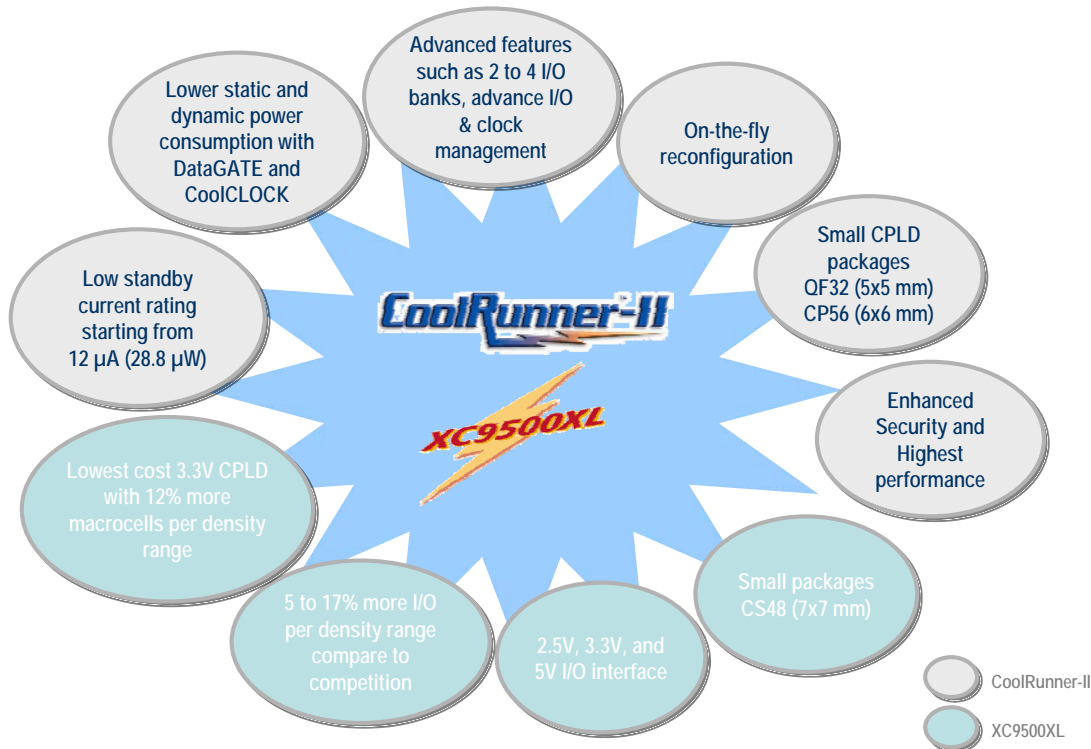 Advanced features
such as 2 to 4 I/O
banks, advance I/O
& clock
management
Lower static and
dynamic power
consumption with
DataGATE and
CoolCLOCK
On-the-fly
reconfiguration
Small CPLD
packages
QF32 (5x5 mm)
CP56 (6x6 mm)
Low standby
current rating
starting from
12 µA (28.8 µW)
CoolRunner-II
XC9500XL
Enhanced
Security and
Highest
performance
Lowest cost 3.3V CPLD
with 12% more
macrocells per density
range
Small packages
CS48 (7x7 mm)
5 to 17% more I/O
per density range
compare to
competition
2.5V, 3.3V, and
5V I/O interface
CoolRunner-II
XC9500XL